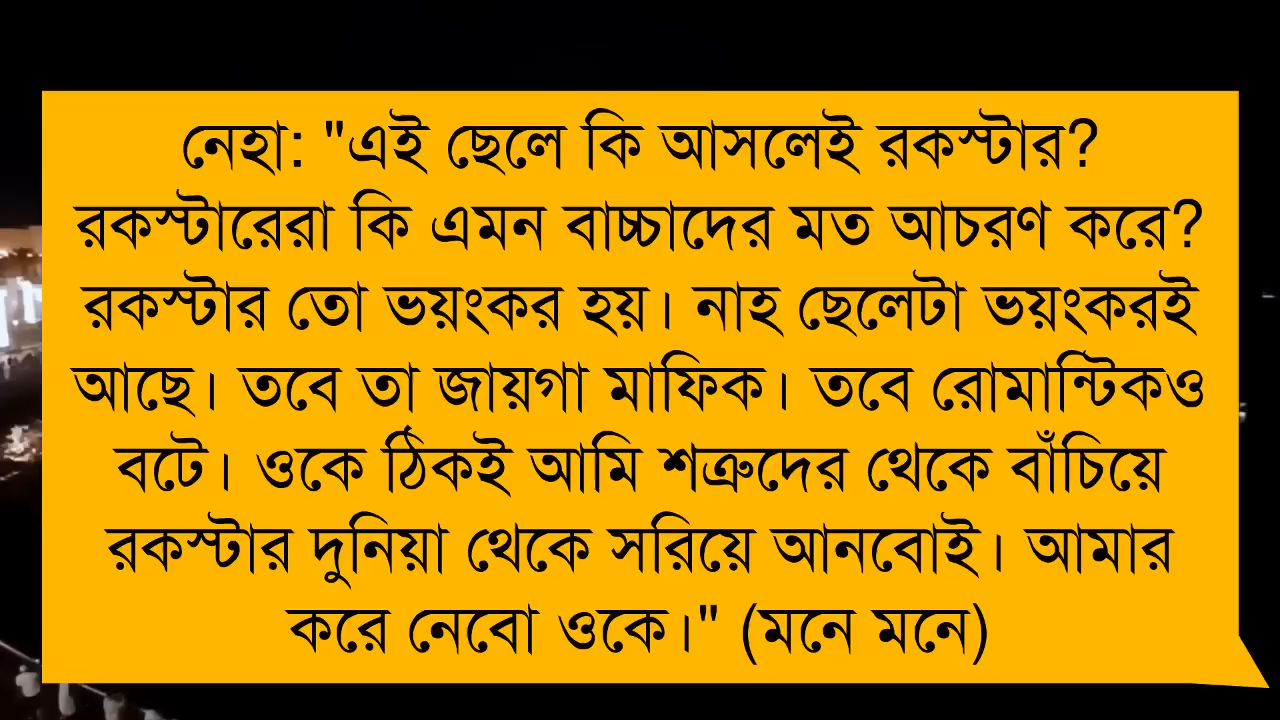 নেহা: "এই ছেলে কি আসলেই রকস্টার?
রকস্টারেরা কি এমন বাচ্চাদের মত আচরণ করে?
রকস্টার তো ভয়ংকর হয়। নাহ ছেলেটা ভয়ংকরই
আছে। তবে তা জায়গা মাফিক। তবে রোমান্টিকও
বটে। ওকে ঠিকই আমি শত্রুদের থেকে বাঁচিয়ে
রকস্টার দুনিয়া থেকে সরিয়ে আনবোই। আমার
করে নেবো ওকে।" (মনে মনে)